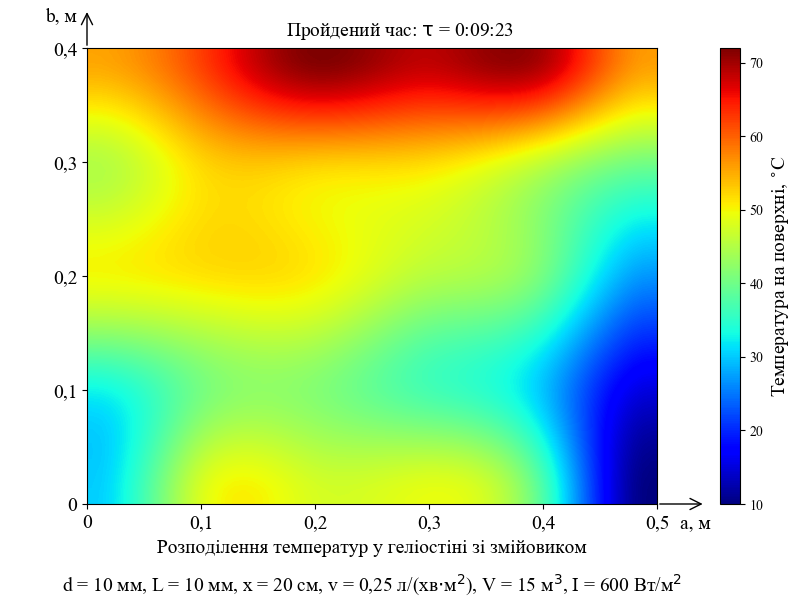 b, м
Пройдений час: τ = 0:09:23
0,4
0,3
0,2
0,1
0
0 0,1 0,2 0,3 0,4 0,5 a, м
70
60
50
40
30
20
10
Температура на поверхні, °C
Розподілення температур у геліостіні зі змійовиком
d = 10 мм, L = 10 мм, x = 20 см, v = 0,25 л/(хв·м²), V = 15 м³, I = 600 Вт/м²